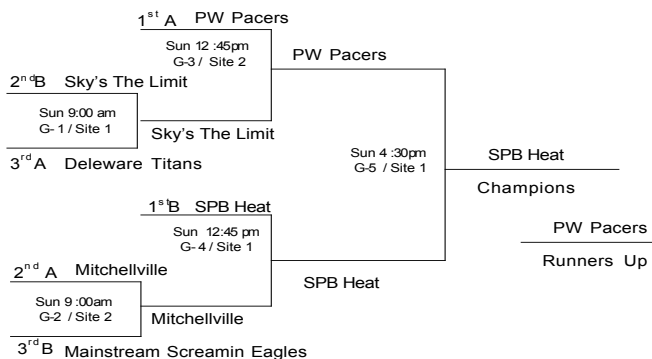 1st A PW Pacers
Sun 12 :45pm
G-3 / Site 2
PW Pacers
2ndB Sky's The Limit
Sun 9:00 am
G- 1 / Site 1
Sky's The Limit
3rd A Deleware Titans
Sun 4 :30pm
G-5 / Site 1
SPB Heat
Champions
1stB SPB Heat
Sun 12:45 pm
G- 4 / Site 1
PW Pacers
Runners Up
2nd A Mitchellville
SPB Heat
Sun 9 :00am
G-2 / Site 2
Mitchellville
3rd B Mainstream Screamin Eagles